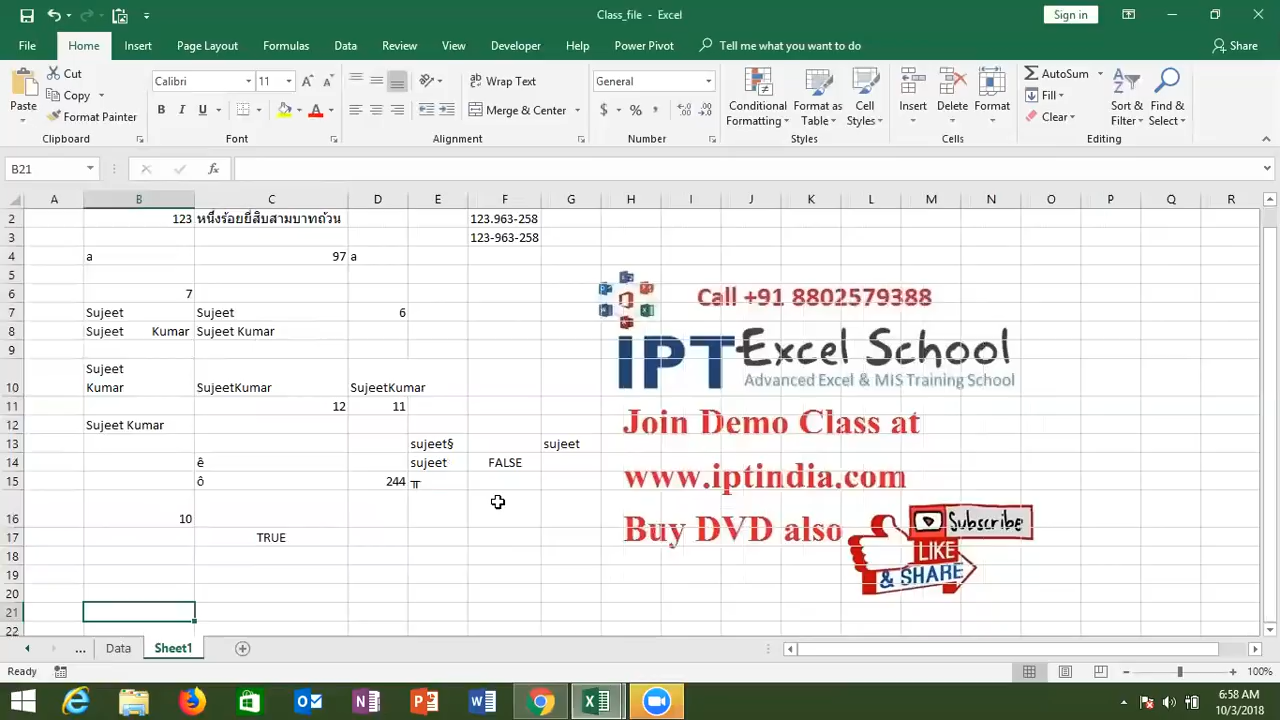 Class_file - Excel
Sign in
File Home Insert Page Layout Formulas Data Review View Developer Help Power Pivot Tell me what you want to do Share
Paste
Cut
Copy
Format Painter
Clipboard
Calibri 11
B I U
Font
Wrap Text
Merge & Center
Alignment
General
$ % ,
Number
Conditional Formatting
Format as Table
Cell Styles
Styles
Insert Delete Format
Cells
AutoSum
Fill
Clear
Sort & Filter
Find & Select
Editing
B21 fx
A B C D E F G H I J K L M N O P Q R
2 123 หนึ่งร้อยยี่สิบสามบาทถ้วน 123.963-258
3 123-963-258
4 a 97 a
5
6 7
7 Sujeet Sujeet 6
8 Sujeet Kumar Sujeet Kumar
9
Sujeet
10 Kumar SujeetKumar SujeetKumar
11 12 11
12 Sujeet Kumar
13 sujeet§ sujeet
14 ê sujeet FALSE
15 ô 244 ╥
16 10
17 TRUE
18
19
20
21
22
Call +91 8802579388
IPT Excel School
Advanced Excel & MIS Training School
Join Demo Class at
www.iptindia.com
Buy DVD also
Subscribe
LIKE
& SHARE
... Data Sheet1
Ready 100%
6:58 AM
10/3/2018